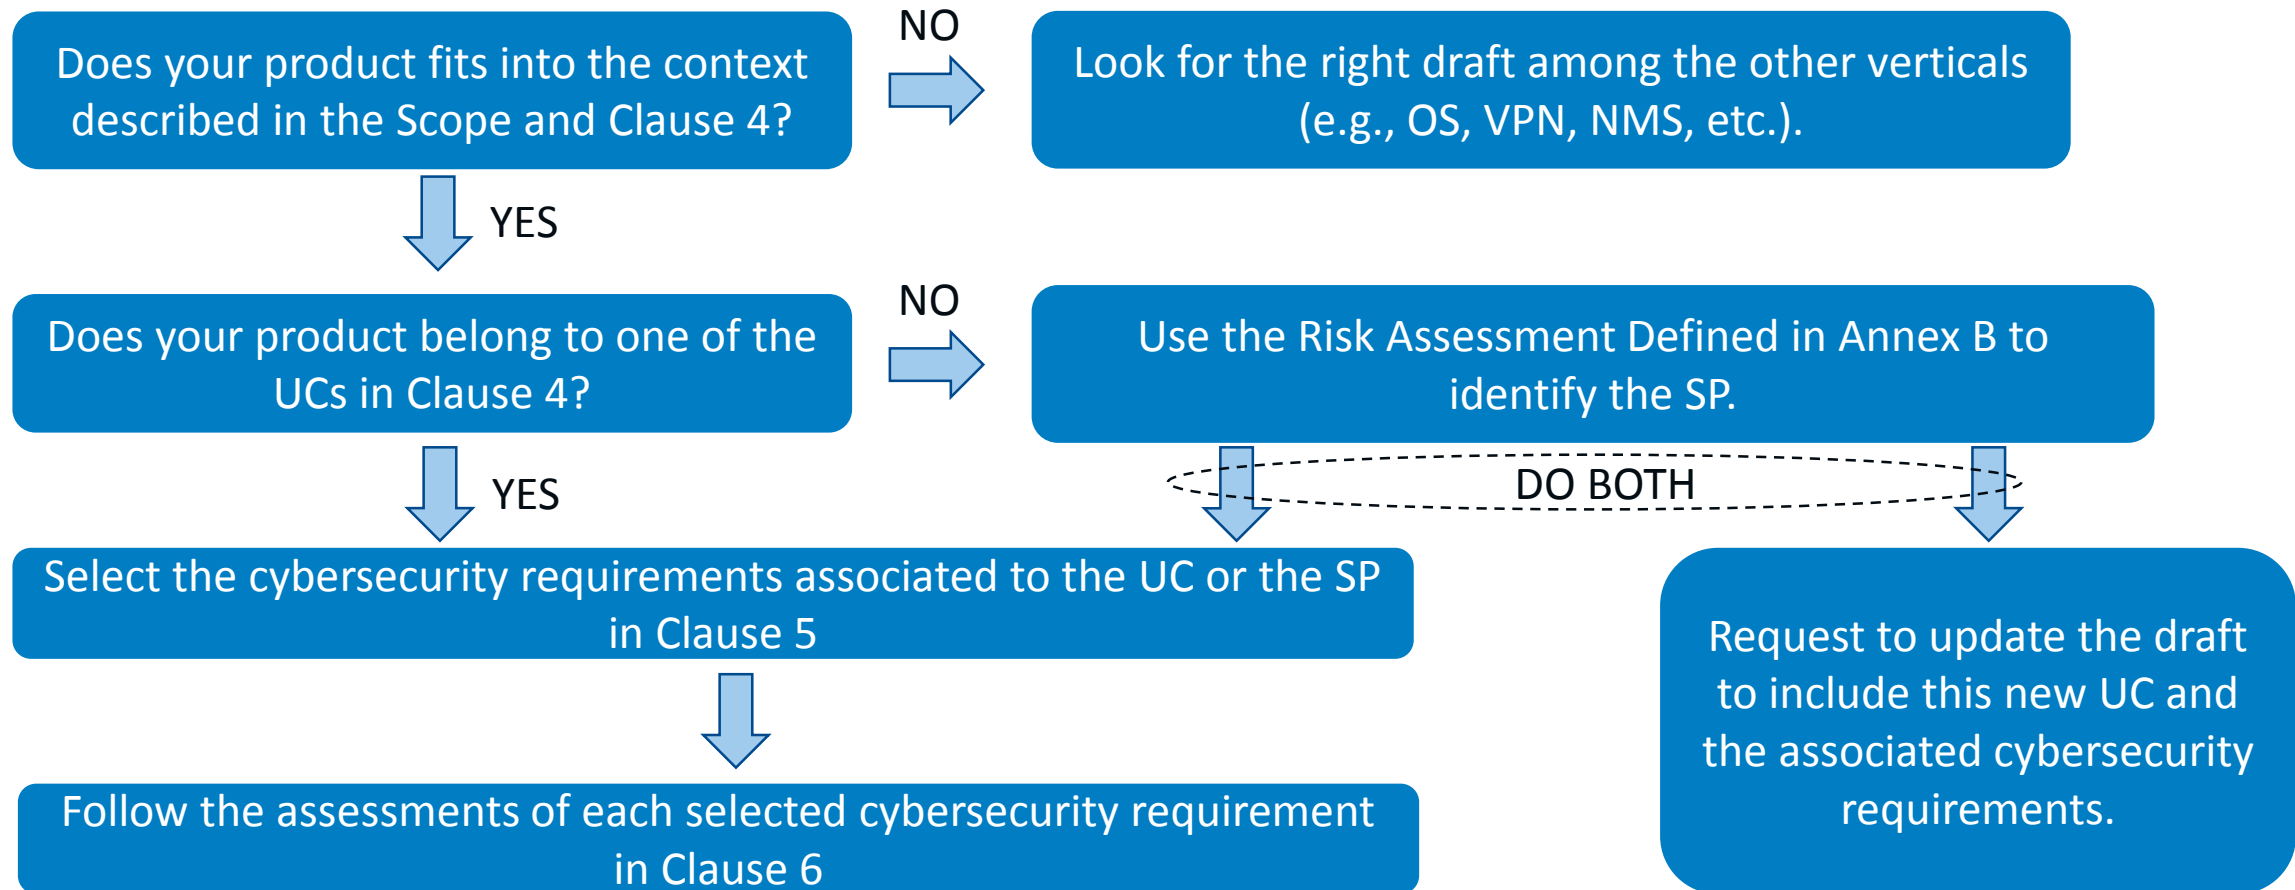 Does your product fits into the context
described in the Scope and Clause 4?
NO
Look for the right draft among the other verticals
(e.g., OS, VPN, NMS, etc.).
YES
Does your product belong to one of the
UCs in Clause 4?
NO
Use the Risk Assessment Defined in Annex B to
identify the SP.
YES
DO BOTH
Select the cybersecurity requirements associated to the UC or the SP
in Clause 5
Request to update the draft
to include this new UC and
the associated cybersecurity
requirements.
Follow the assessments of each selected cybersecurity requirement
in Clause 6